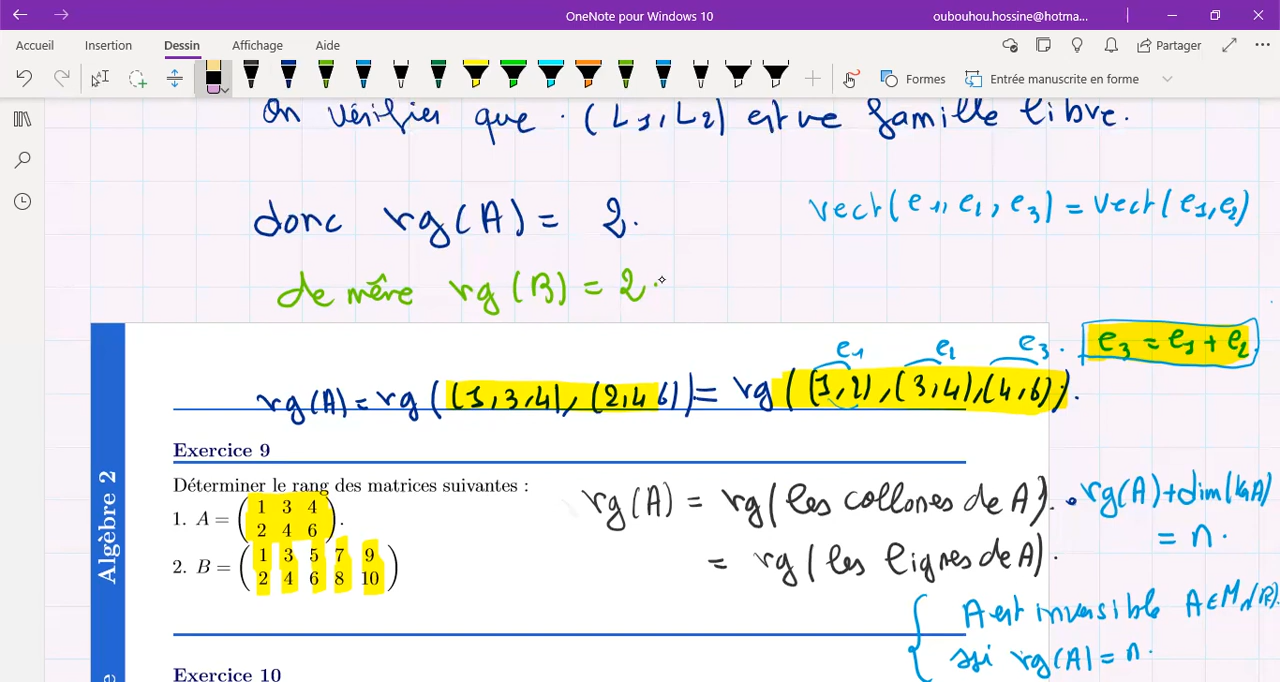 OneNote pour Windows 10
oubouhou.hossine@hotma...
Accueil Insertion Dessin Affichage Aide
Partager
Formes Entrée manuscrite en forme
On vérifier que . (L1, L2) est ue famille libre.
donc rg(A) = 2.
vect(e1, e2, e3) = vect(e1, e2)
de même rg(B) = 2.
e1 e2 e3.
e3 = e1 + e2
rg(A) = rg((1,3,4), (2,4 6)) = rg((1,2), (3,4), (4,6)).
Exercice 9
Déterminer le rang des matrices suivantes :
1. A = ( 1 3 4
2 4 6 ).
2. B = ( 1 3 5 7 9
2 4 6 8 10 )
rg(A) = rg(les collones de A).
= rg(les lignes de A).
• rg(A) + dim(KerA)
= n.
A est inversible A ∈ Mn(R).
ssi rg(A) = n.
Algèbre 2
Exercice 10